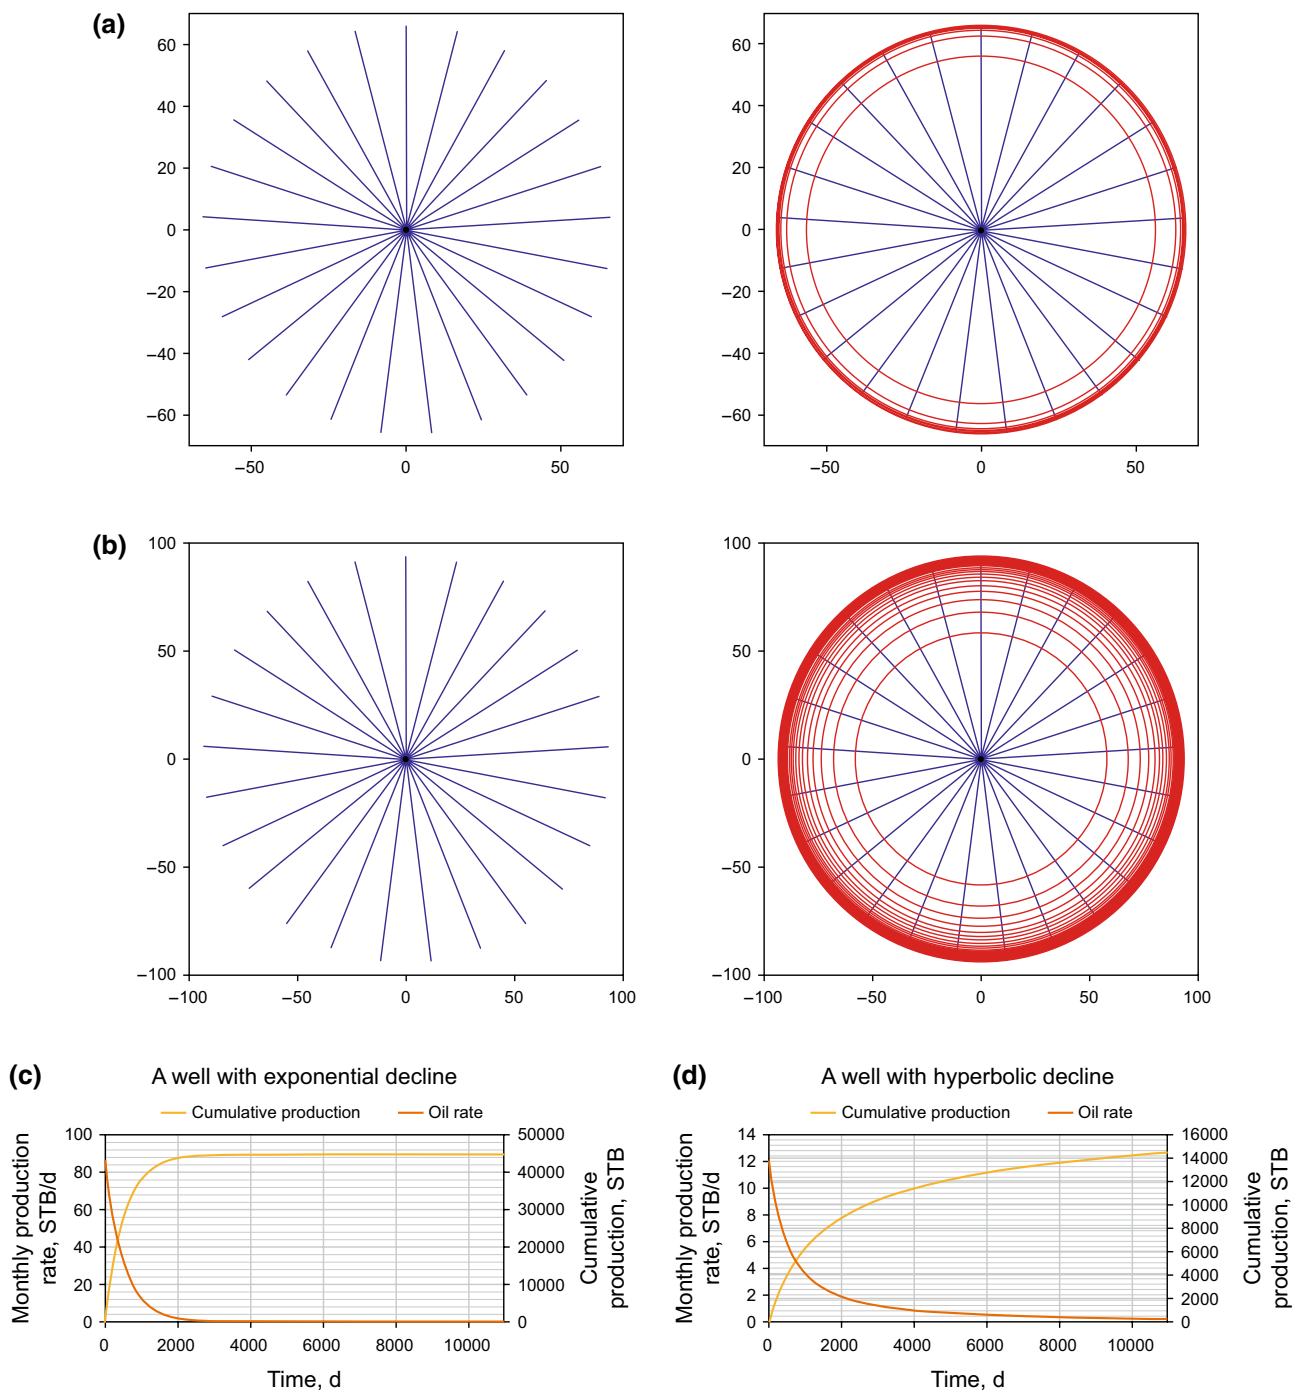 (a)
60
40
20
0
–20
–40
–60
–50 0 50
60
40
20
0
–20
–40
–60
–50 0 50
(b)
100
50
0
–50
–100
–100 –50 0 50 100
100
50
0
–50
–100
–100 –50 0 50 100
(c)
A well with exponential decline
Cumulative production Oil rate
Monthly production
rate, STB/d
100
80
60
40
20
0
50000
40000
30000
20000
10000
0
Cumulative
production, STB
0 2000 4000 6000 8000 10000
Time, d
(d)
A well with hyperbolic decline
Cumulative production Oil rate
Monthly production
rate, STB/d
14
12
10
8
6
4
2
0
16000
14000
12000
10000
8000
6000
4000
2000
0
Cumulative
production, STB
0 2000 4000 6000 8000 10000
Time, d